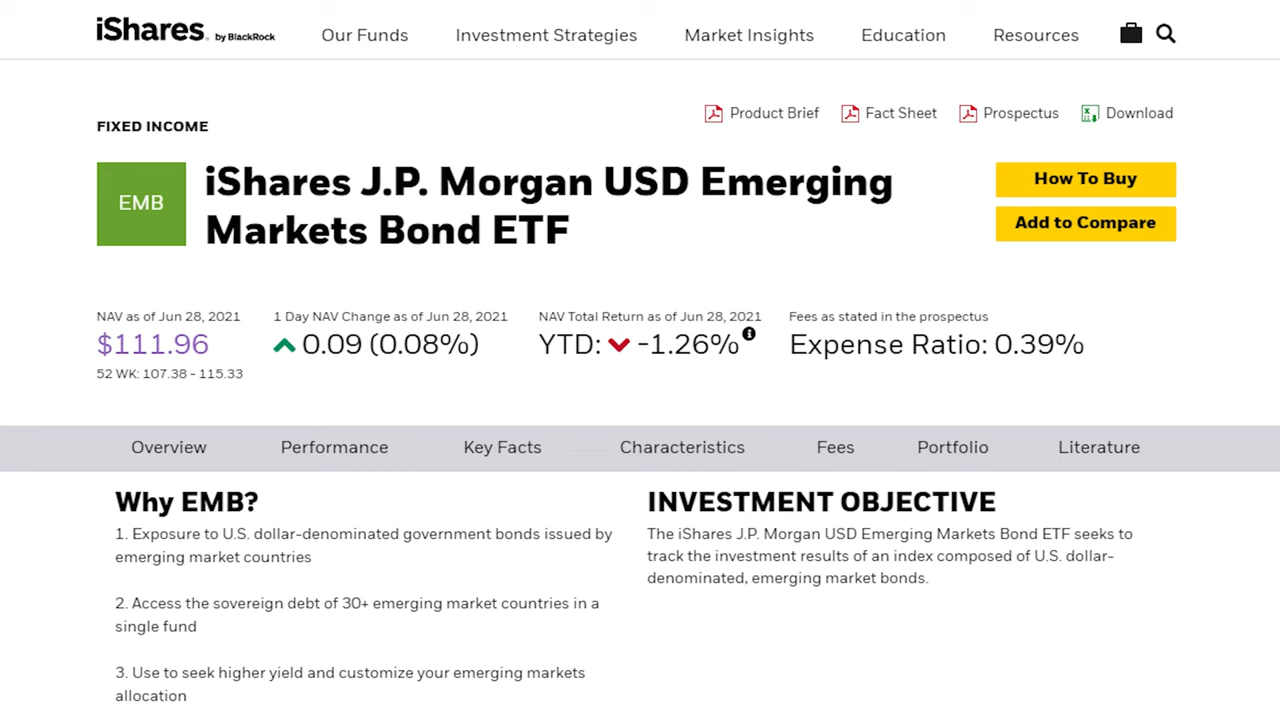 iShares. by BlackRock
Our Funds
Investment Strategies
Market Insights
Education
Resources
Product Brief
Fact Sheet
Prospectus
Download
FIXED INCOME
EMB
iShares J.P. Morgan USD Emerging
Markets Bond ETF
How To Buy
Add to Compare
NAV as of Jun 28, 2021
$111.96
52 WK: 107.38 - 115.33
1 Day NAV Change as of Jun 28, 2021
0.09 (0.08%)
NAV Total Return as of Jun 28, 2021
YTD: -1.26%
Fees as stated in the prospectus
Expense Ratio: 0.39%
Overview
Performance
Key Facts
Characteristics
Fees
Portfolio
Literature
Why EMB?
1. Exposure to U.S. dollar-denominated government bonds issued by
emerging market countries
2. Access the sovereign debt of 30+ emerging market countries in a
single fund
3. Use to seek higher yield and customize your emerging markets
allocation
INVESTMENT OBJECTIVE
The iShares J.P. Morgan USD Emerging Markets Bond ETF seeks to
track the investment results of an index composed of U.S. dollar-
denominated, emerging market bonds.